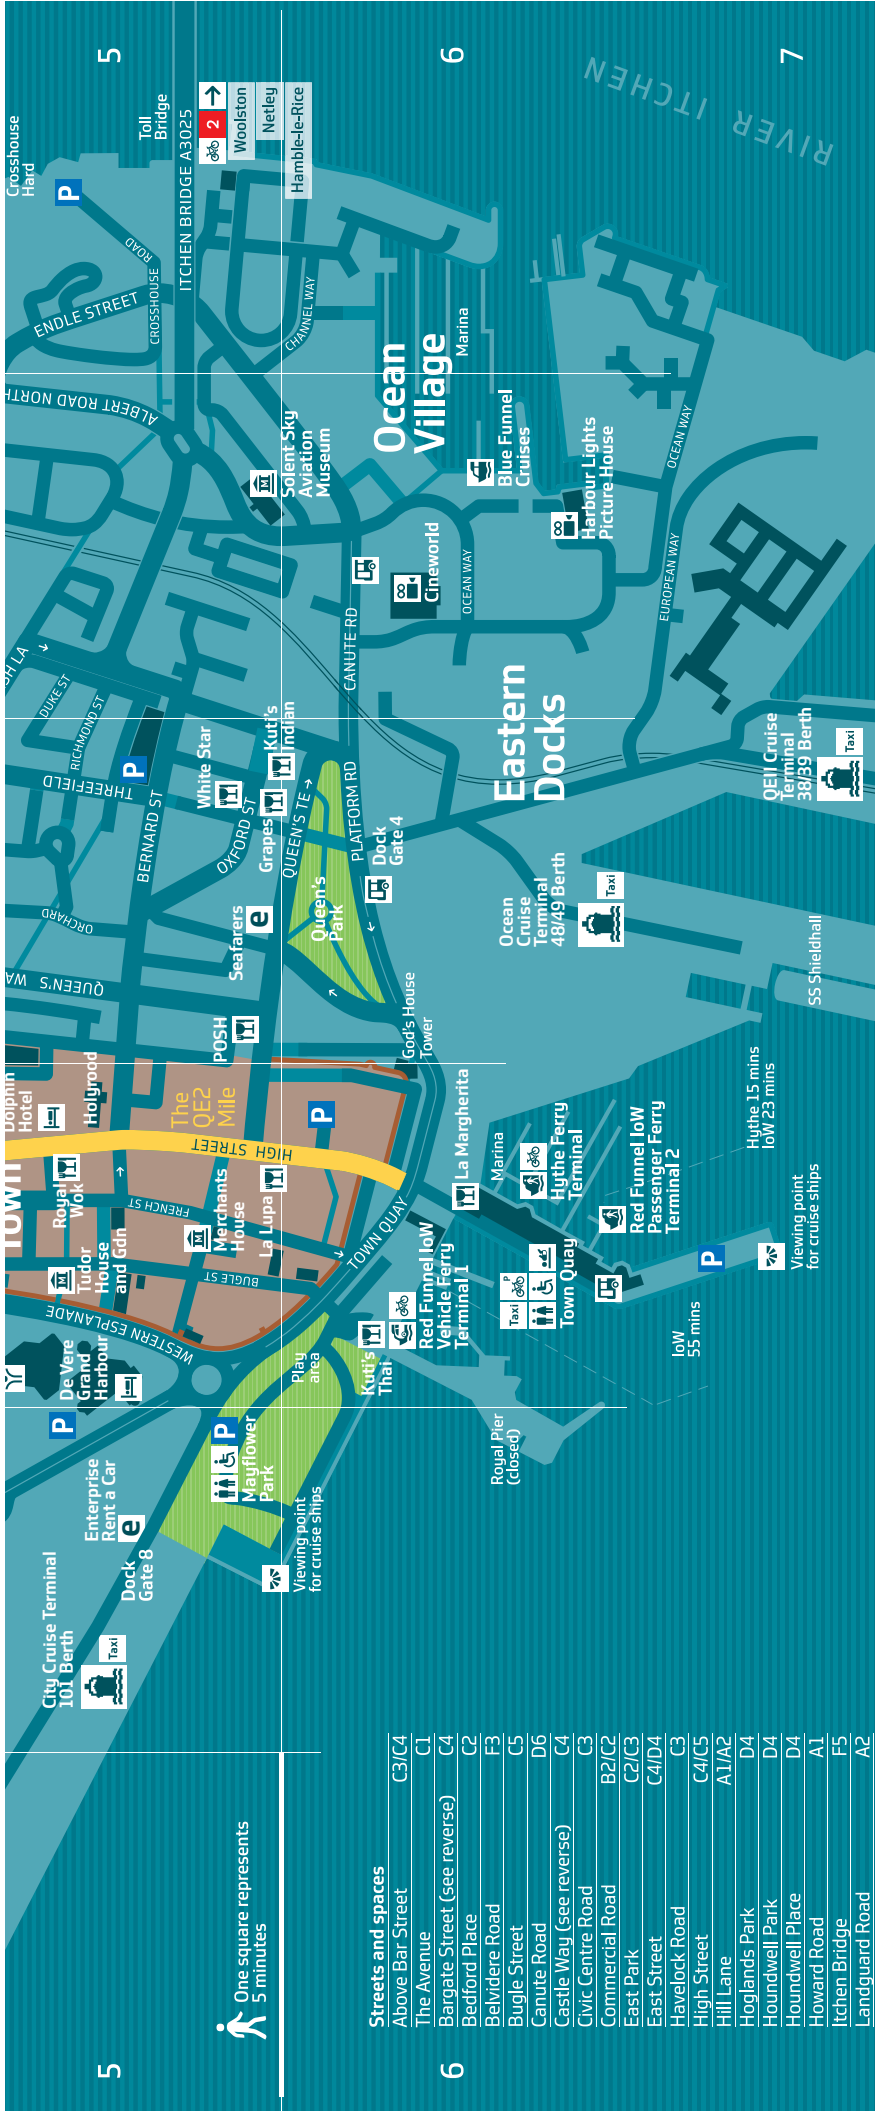 5
6
7
RIVER ITCHEN
Crosshouse
Hard
Toll
Bridge
ITCHEN BRIDGE A3025
2
Woolston
Netley
Hamble-le-Rice
P
CROSSHOUSE
ROAD
ENDLE STREET
CHANNEL WAY
ALBERT ROAD NORTH
Ocean
Village
Marina
Solent Sky
Aviation
Museum
Blue Funnel
Cruises
Harbour Lights
Picture House
OCEAN WAY
Cineworld
OCEAN WAY
EUROPEAN WAY
CANUTE RD
SH LA
DUKE ST
RICHMOND ST
THREEFIELD
P
BERNARD ST
White Star
Kuti's
Indian
Grapes
OXFORD ST
QUEEN'S TE
PLATFORM RD
Dock
Gate 4
Eastern
Docks
QEII Cruise
Terminal
38/39 Berth
Taxi
Ocean
Cruise
Terminal
48/49 Berth
Taxi
SS Shieldhall
ORCHARD
QUEEN'S WA
Seafarers
e
Queen's
Park
POSH
God's House
Tower
Dolphin
Hotel
Holyrood
The
QE2
Mile
HIGH STREET
P
Town
Royal
Wok
FRENCH ST
Merchants
House
La Lupa
Tudor
House
and Gdn
BUGLE ST
WESTERN ESPLANADE
TOWN QUAY
La Margherita
Marina
Hythe Ferry
Terminal
Red Funnel IoW
Passenger Ferry
Terminal 2
Hythe 15 mins
IoW 23 mins
Viewing point
for cruise ships
P
Taxi
P
Town Quay
IoW
55 mins
Red Funnel IoW
Vehicle Ferry
Terminal 1
Kuti's
Thai
Play
area
De Vere
Grand
Harbour
P
Mayflower
Park
P
Royal Pier
(closed)
Viewing point
for cruise ships
Enterprise
Rent a Car
e
Dock
Gate 8
City Cruise Terminal
101 Berth
Taxi
One square represents
5 minutes
5
6
Streets and spaces
Above Bar Street C3/C4
The Avenue C1
Bargate Street (see reverse) C4
Bedford Place C2
Belvidere Road F3
Bugle Street C5
Canute Road D6
Castle Way (see reverse) C4
Civic Centre Road C3
Commercial Road B2/C2
East Park C2/C3
East Street C4/D4
Havelock Road C3
High Street C4/C5
Hill Lane A1/A2
Hoglands Park D4
Houndwell Park D4
Houndwell Place D4
Howard Road A1
Itchen Bridge F5
Landguard Road A2